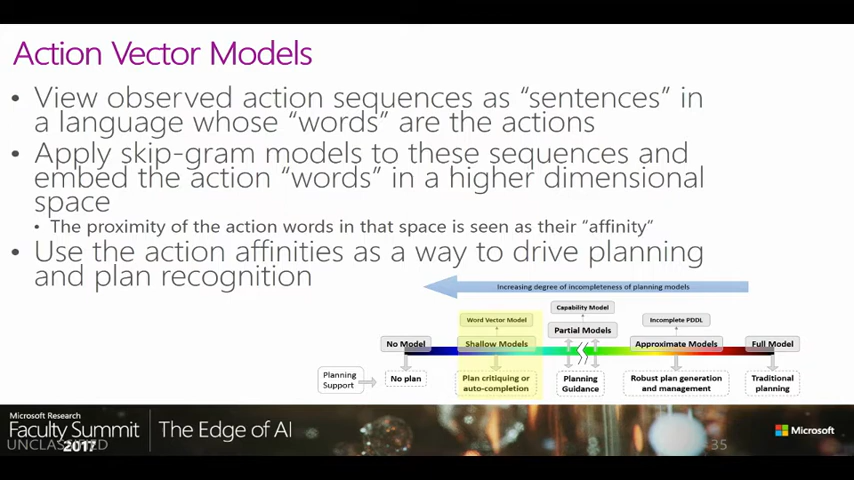 Action Vector Models
• View observed action sequences as “sentences” in
a language whose “words” are the actions
• Apply skip-gram models to these sequences and
embed the action “words” in a higher dimensional
space
• The proximity of the action words in that space is seen as their “affinity”
• Use the action affinities as a way to drive planning
and plan recognition
Increasing degree of incompleteness of planning models
Capability Model
Word Vector Model
Incomplete PDDL
Partial Models
No Model
Shallow Models
Approximate Models
Full Model
Planning
Support
No plan
Plan critiquing or
auto-completion
Planning
Guidance
Robust plan generation
and management
Traditional
planning
Microsoft Research
Faculty Summit
2017
The Edge of AI
UNCLASSIFIED
35
Microsoft